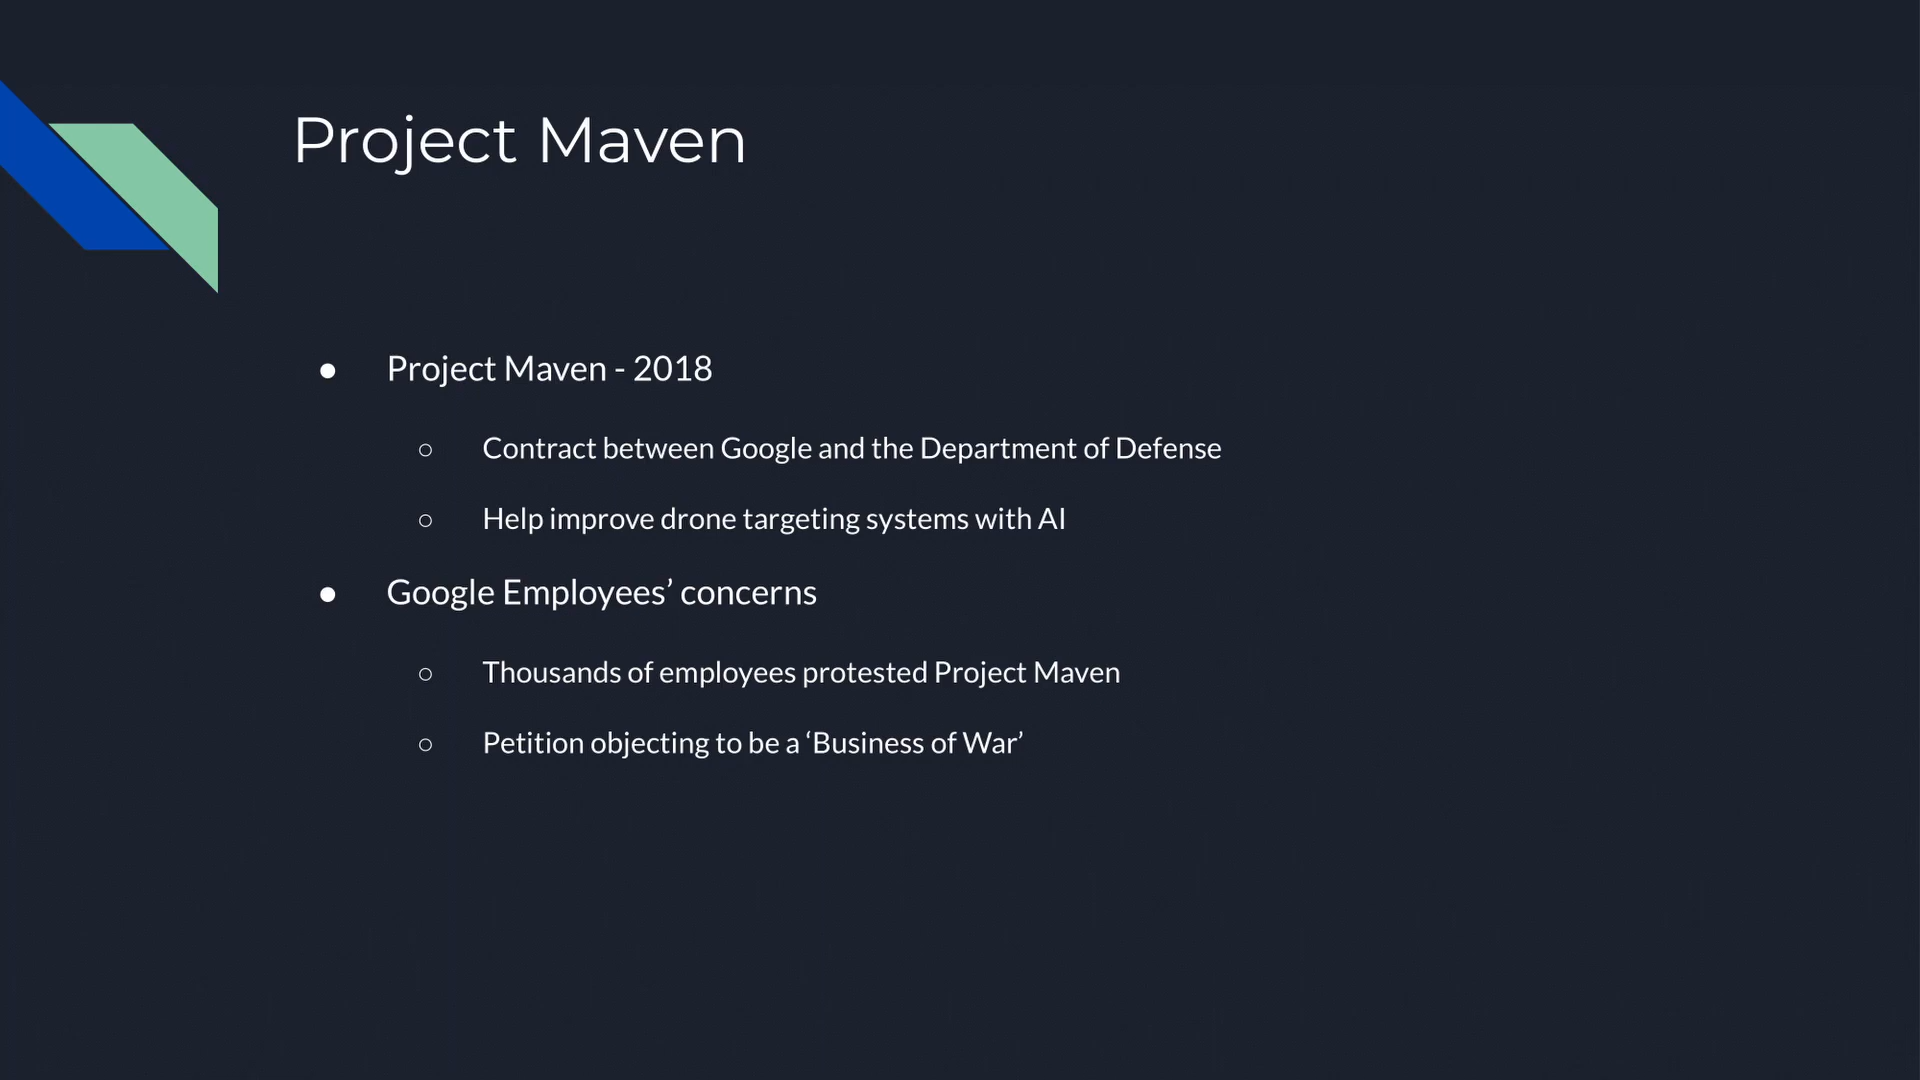 Project Maven
● Project Maven - 2018
○ Contract between Google and the Department of Defense
○ Help improve drone targeting systems with AI
● Google Employees’ concerns
○ Thousands of employees protested Project Maven
○ Petition objecting to be a ‘Business of War’